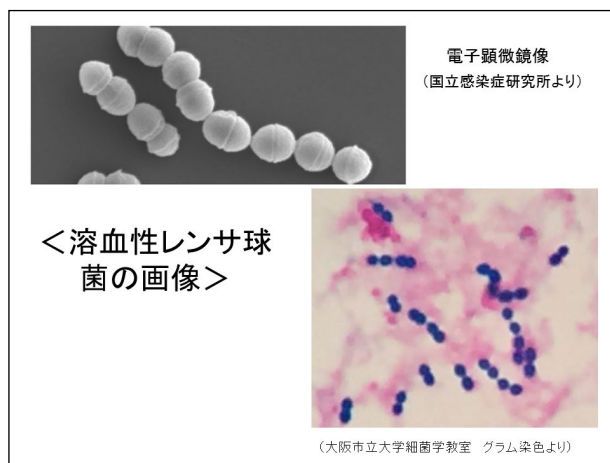 電子顕微鏡像
（国立感染症研究所より）
＜溶血性レンサ球
菌の画像＞
（大阪市立大学細菌学教室　グラム染色より）